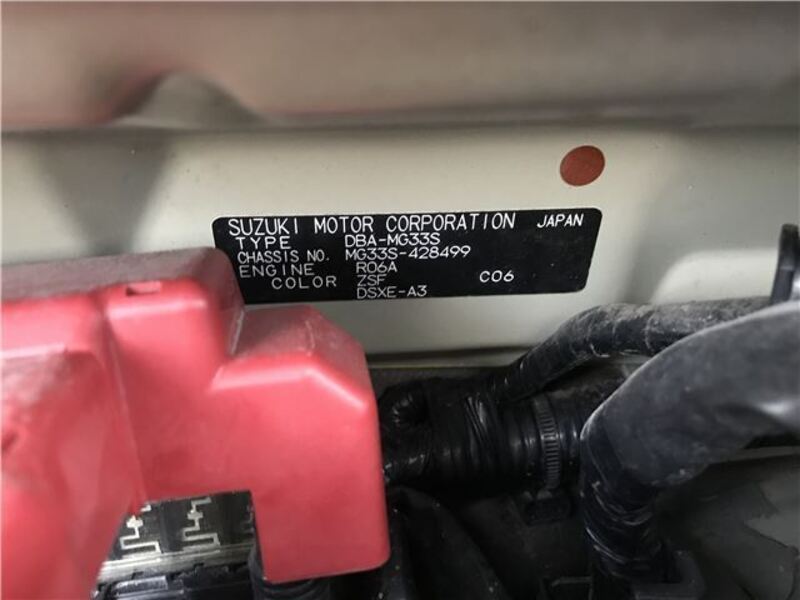 SUZUKI MOTOR CORPORATION JAPAN
TYPE DBA-MG33S
CHASSIS NO. MG33S-428499
ENGINE R06A
COLOR ZSF C06
DSXE-A3